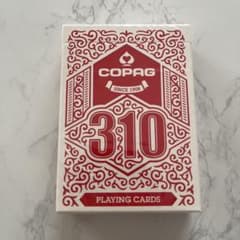 COPAG
SINCE 1908
310
PLAYING CARDS